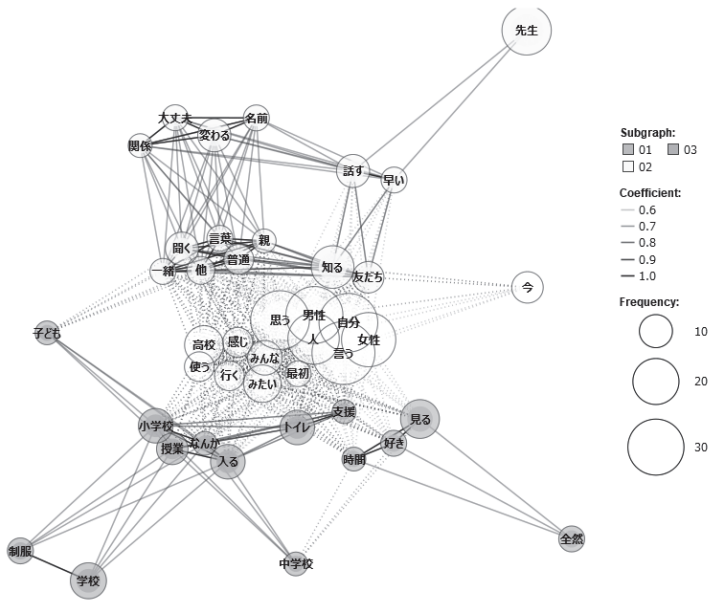 先生
大丈夫
名前
変わる
関係
話す
早い
言葉
親
聞く
普通
一緒
他
知る
友だち
今
思う
男性
自分
人
女性
言う
高校
感じ
みんな
使う
行く
みたい
最初
子ども
小学校
トイレ
支援
見る
授業
なんか
好き
入る
時間
全然
制服
学校
中学校
Subgraph:
01 03
02
Coefficient:
0.6
0.7
0.8
0.9
1.0
Frequency:
10
20
30